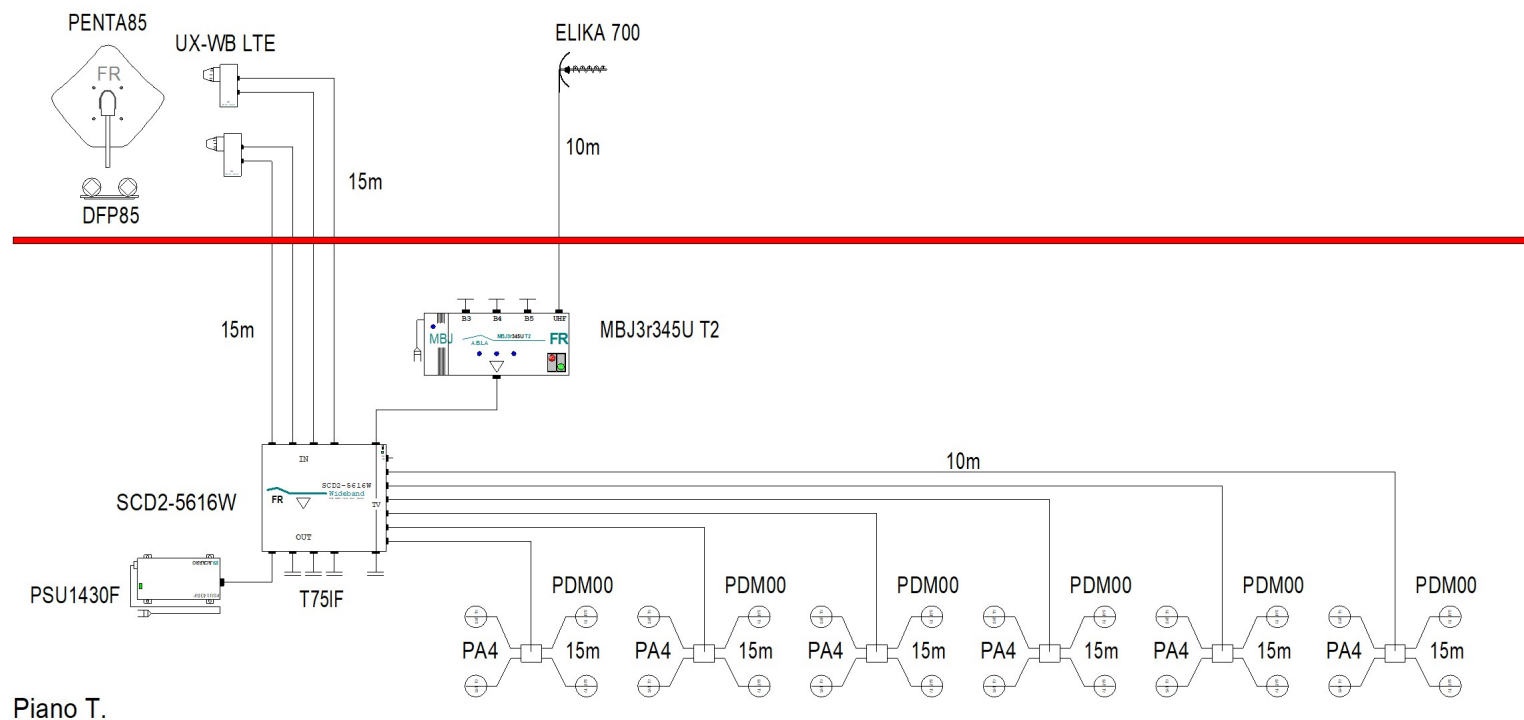 PENTA85
UX-WB LTE
ELIKA 700
FR
10m
15m
DFP85
15m
B3 B4 B5 UHF
MBJ
MBJ3r345U T2
FR
MBJ3r345U T2
IN
10m
SCD2-5616W
SCD2-5616W
Wideband
FR
TV
OUT
PSU1430F
T75IF
PDM00 PDM00 PDM00 PDM00 PDM00 PDM00
PA4 15m PA4 15m PA4 15m PA4 15m PA4 15m PA4 15m
Piano T.